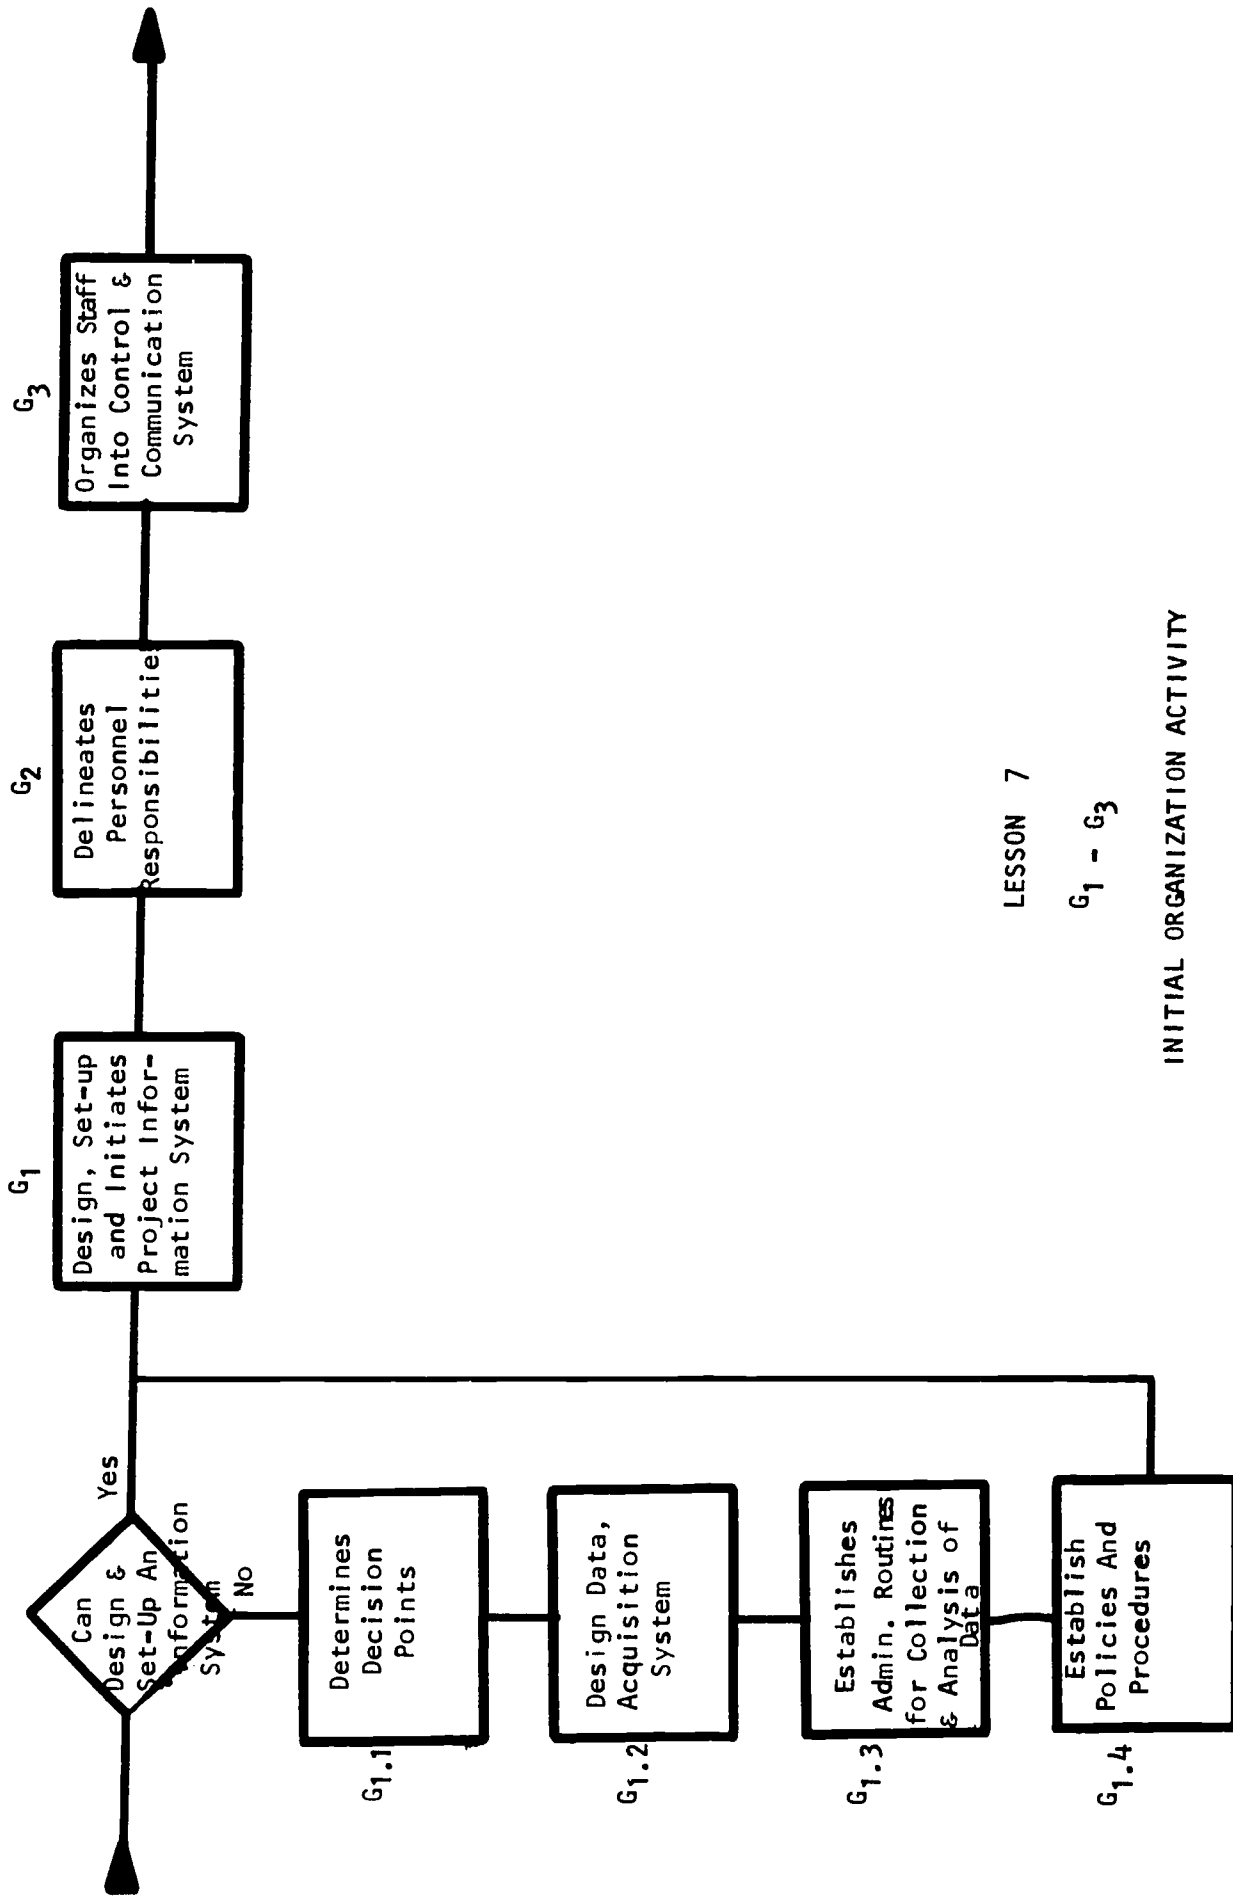 Can
Design &
Set-Up An
Information
System
Yes
No
G1
Design, Set-up
and Initiates
Project Infor-
mation System
G2
Delineates
Personnel
Responsibilitie
G3
Organizes Staff
Into Control &
Communication
System
G1.1
Determines
Decision
Points
G1.2
Design Data,
Acquisition
System
G1.3
Establishes
Admin. Routines
for Collection
& Analysis of
Data
G1.4
Establish
Policies And
Procedures
LESSON 7
G1 - G3
INITIAL ORGANIZATION ACTIVITY